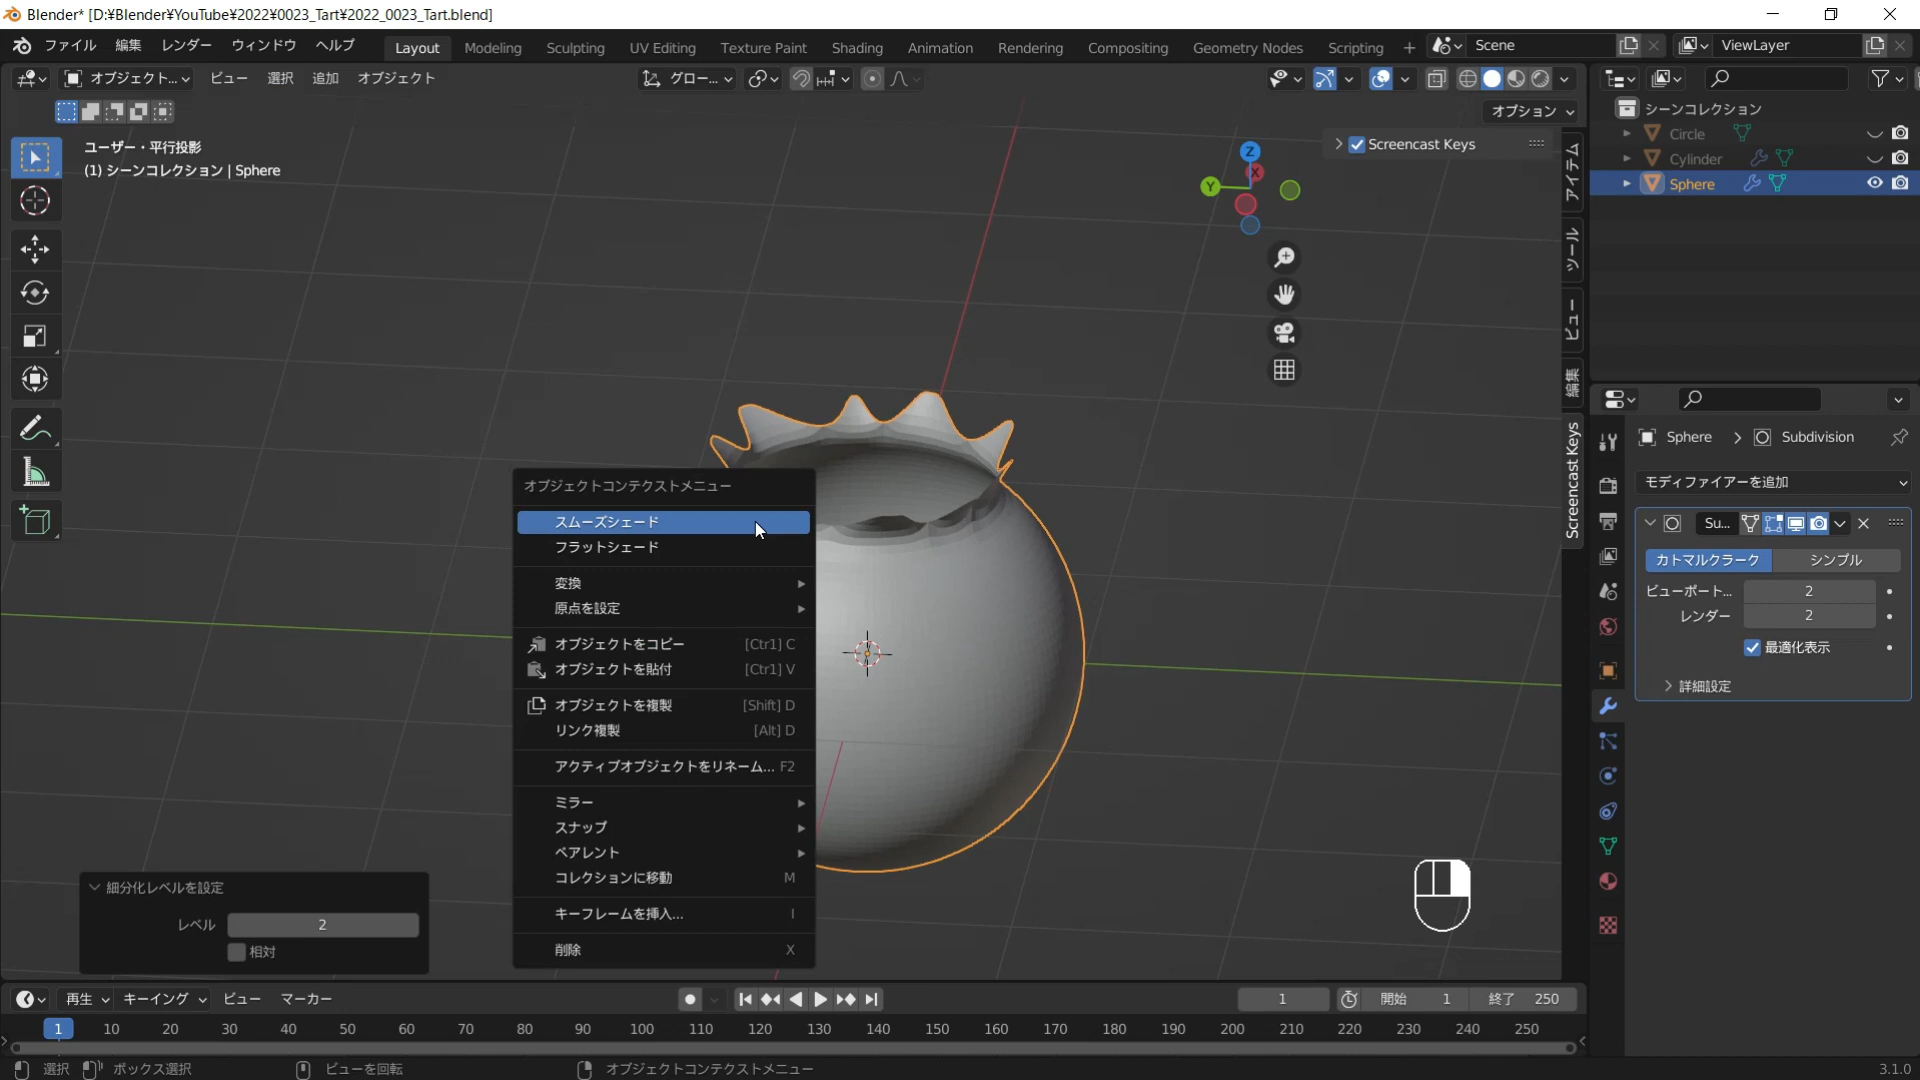 Blender* [D:¥Blender¥YouTube¥2022¥0023_Tart¥2022_0023_Tart.blend]
ファイル 編集 レンダー ウィンドウ ヘルプ Layout Modeling Sculpting UV Editing Texture Paint Shading Animation Rendering Compositing Geometry Nodes Scripting + Scene ViewLayer
オブジェクト... ビュー 選択 追加 オブジェクト グロー...
オプション
シーンコレクション
Circle
Cylinder
Sphere
ユーザー・平行投影
(1) シーンコレクション | Sphere
Screencast Keys
Z
X
Y
アイテム
ツール
ビュー
編集
Screencast Keys
Sphere > Subdivision
モディファイアーを追加
Su...
カトマルクラーク シンプル
ビューポート... 2
レンダー 2
最適化表示
詳細設定
オブジェクトコンテクストメニュー
スムーズシェード
フラットシェード
変換
原点を設定
オブジェクトをコピー [Ctrl] C
オブジェクトを貼付 [Ctrl] V
オブジェクトを複製 [Shift] D
リンク複製 [Alt] D
アクティブオブジェクトをリネーム... F2
ミラー
スナップ
ペアレント
コレクションに移動 M
キーフレームを挿入... I
削除 X
細分化レベルを設定
レベル 2
相対
再生 キーイング ビュー マーカー 1 開始 1 終了 250
1 10 20 30 40 50 60 70 80 90 100 110 120 130 140 150 160 170 180 190 200 210 220 230 240 250
選択 ボックス選択 ビューを回転 オブジェクトコンテクストメニュー 3.1.0